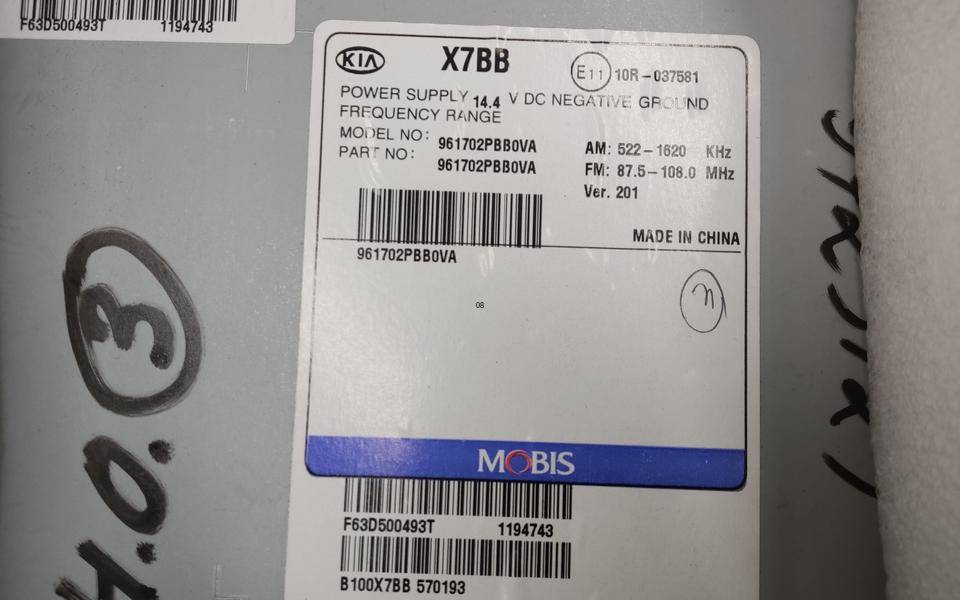 F63D500493T 1194743
KIA X7BB E11 10R-037581
POWER SUPPLY 14.4 V DC NEGATIVE GROUND
FREQUENCY RANGE
MODEL NO: 961702PBB0VA AM: 522-1620 KHz
PART NO: 961702PBB0VA FM: 87.5-108.0 MHz
Ver. 201
MADE IN CHINA
961702PBB0VA
08
MOBIS
F63D500493T 1194743
B100X7BB 570193
3
H.O.